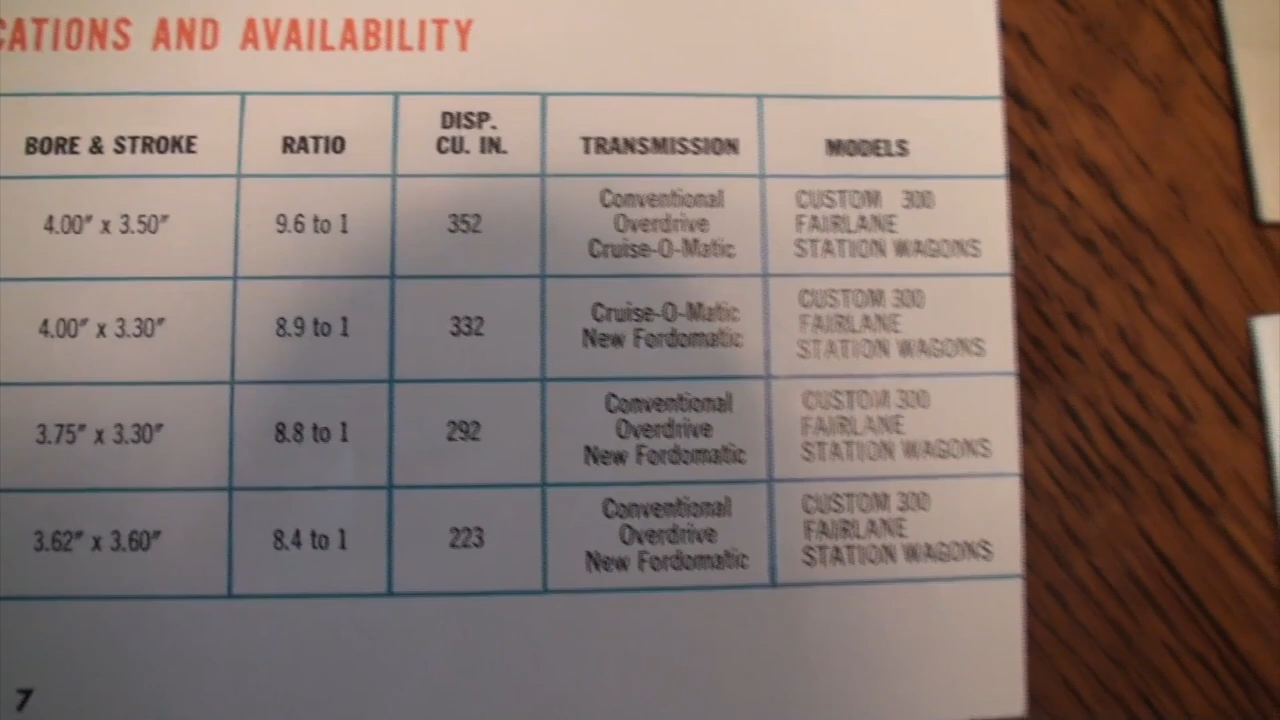 CATIONS AND AVAILABILITY
BORE & STROKE RATIO DISP. CU. IN. TRANSMISSION MODELS
4.00″ x 3.50″ 9.6 to 1 352 Conventional Overdrive Cruise-O-Matic CUSTOM 300 FAIRLANE STATION WAGONS
4.00″ x 3.30″ 8.9 to 1 332 Cruise-O-Matic New Fordomatic CUSTOM 300 FAIRLANE STATION WAGONS
3.75″ x 3.30″ 8.8 to 1 292 Conventional Overdrive New Fordomatic CUSTOM 300 FAIRLANE STATION WAGONS
3.62″ x 3.60″ 8.4 to 1 223 Conventional Overdrive New Fordomatic CUSTOM 300 FAIRLANE STATION WAGONS
7